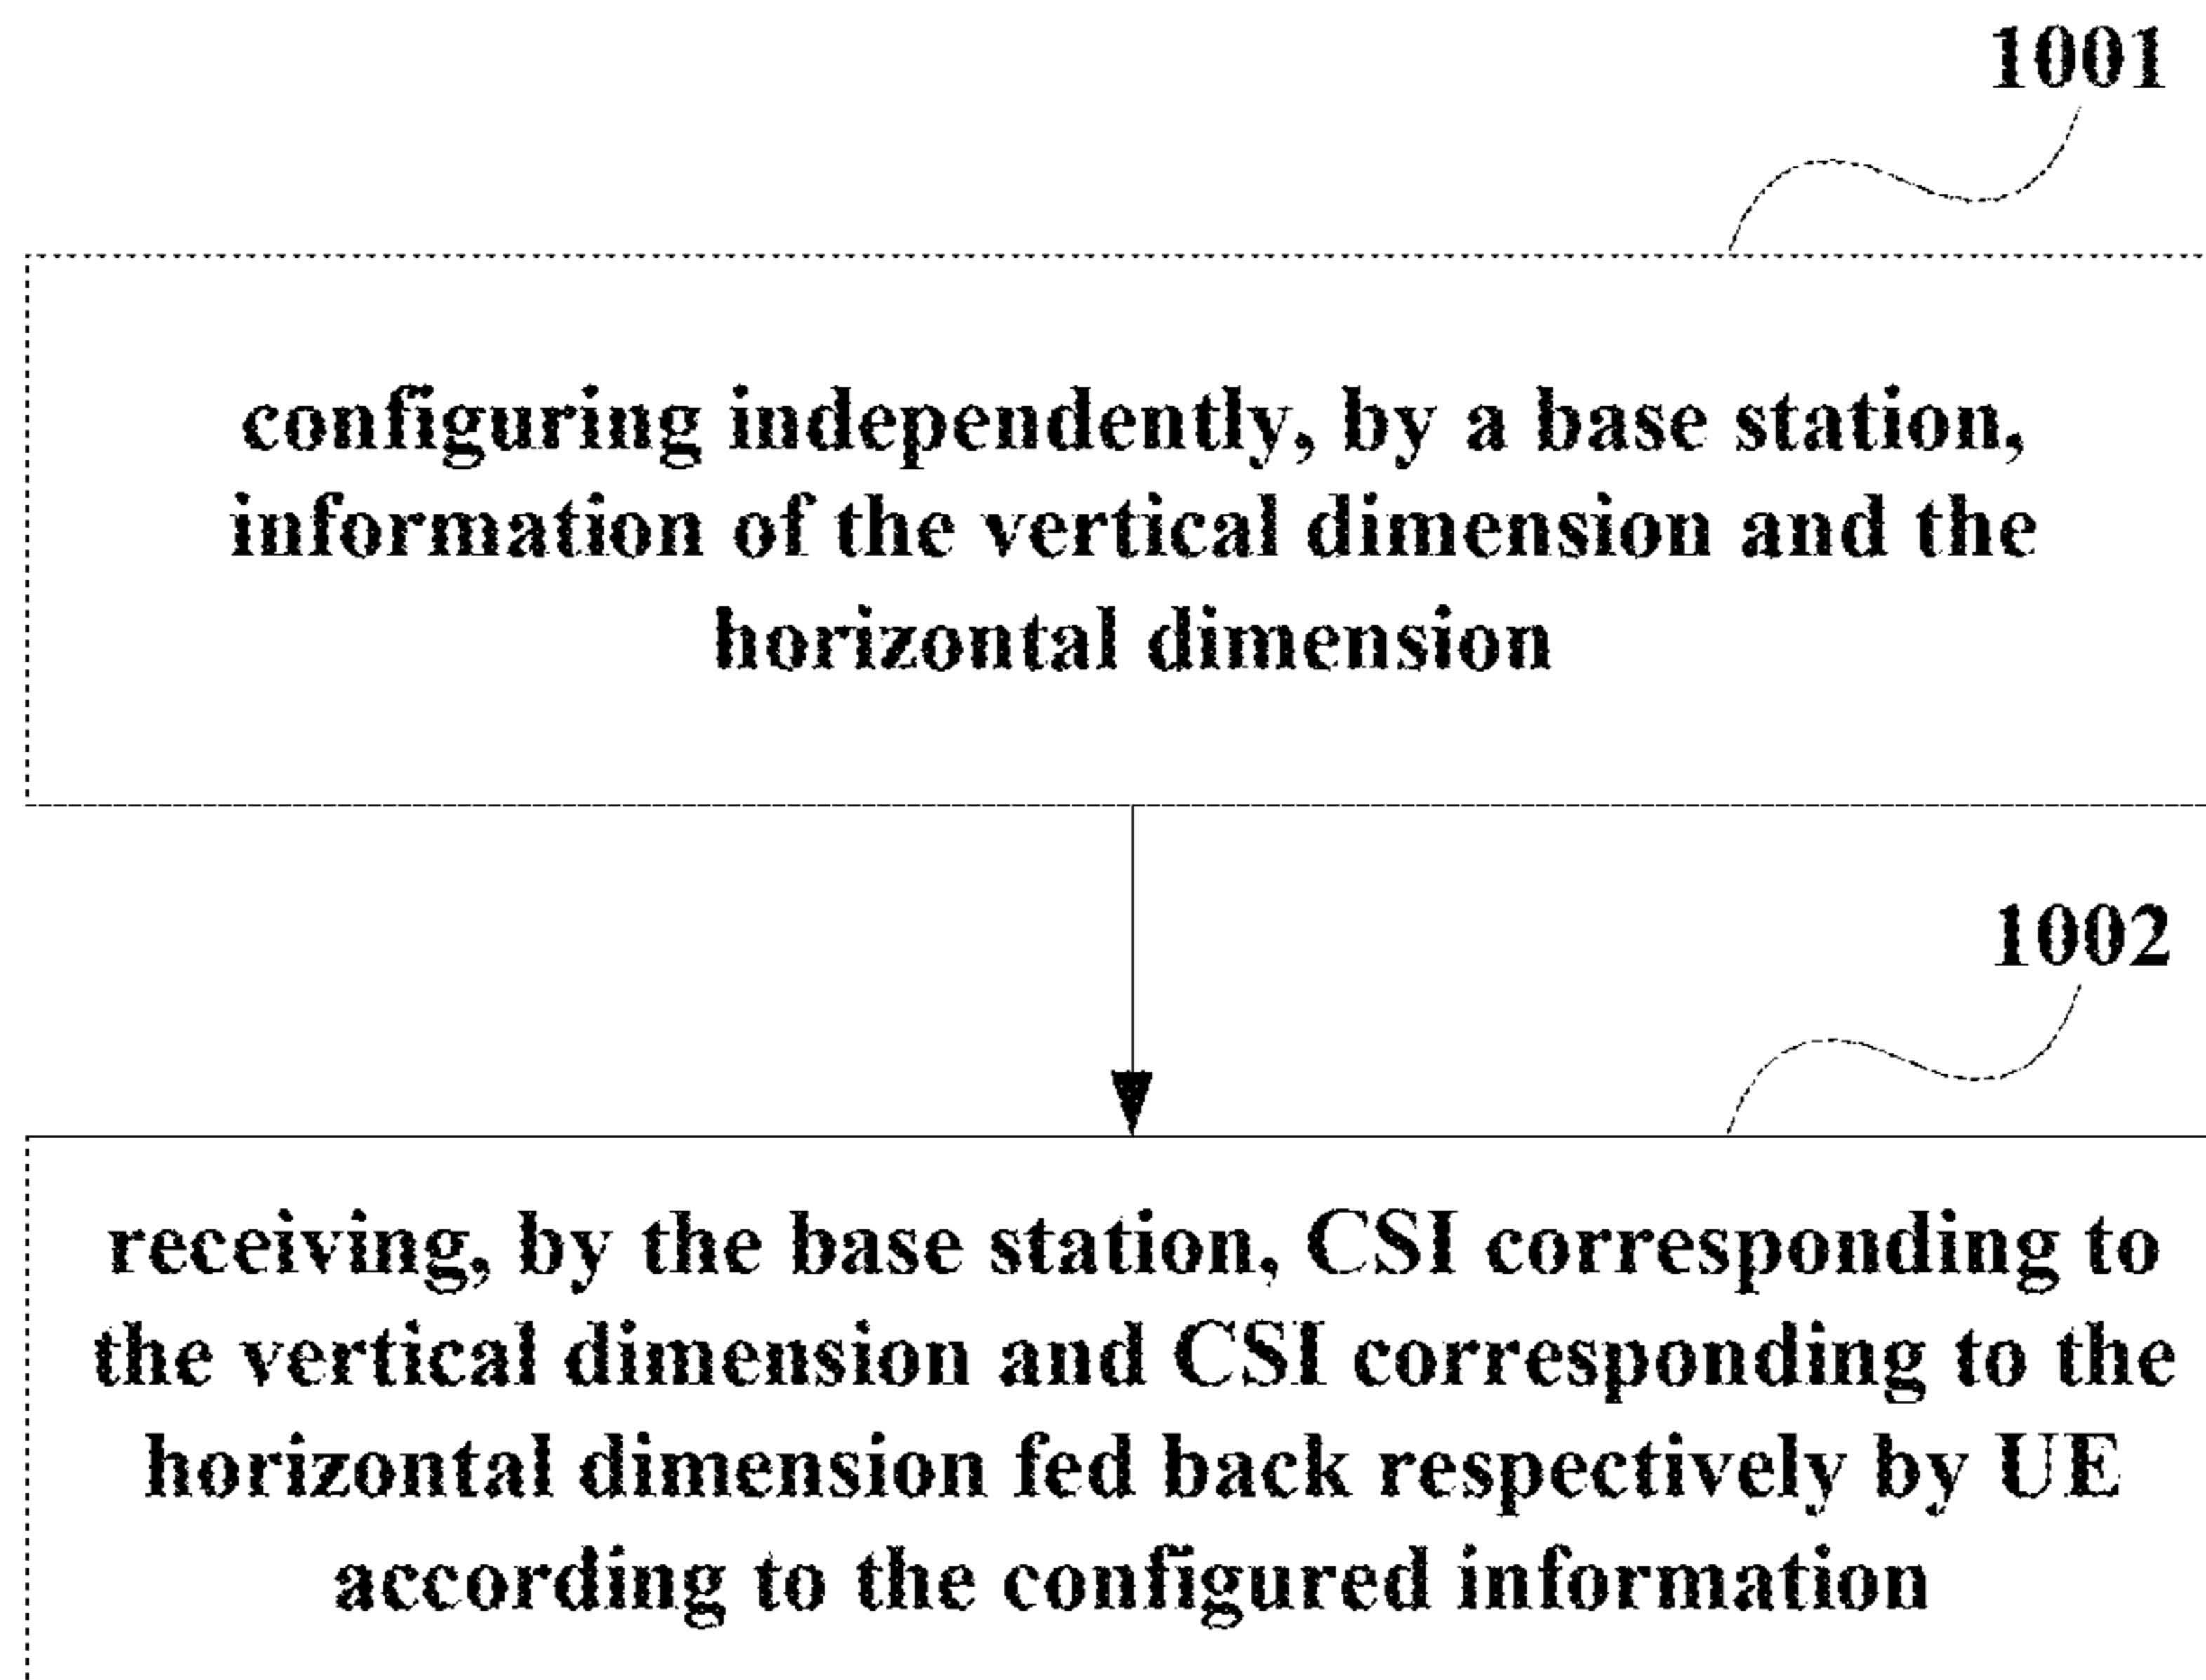 1001
configuring independently, by a base station,
information of the vertical dimension and the
horizontal dimension
1002
receiving, by the base station, CSI corresponding to
the vertical dimension and CSI corresponding to the
horizontal dimension fed back respectively by UE
according to the configured information